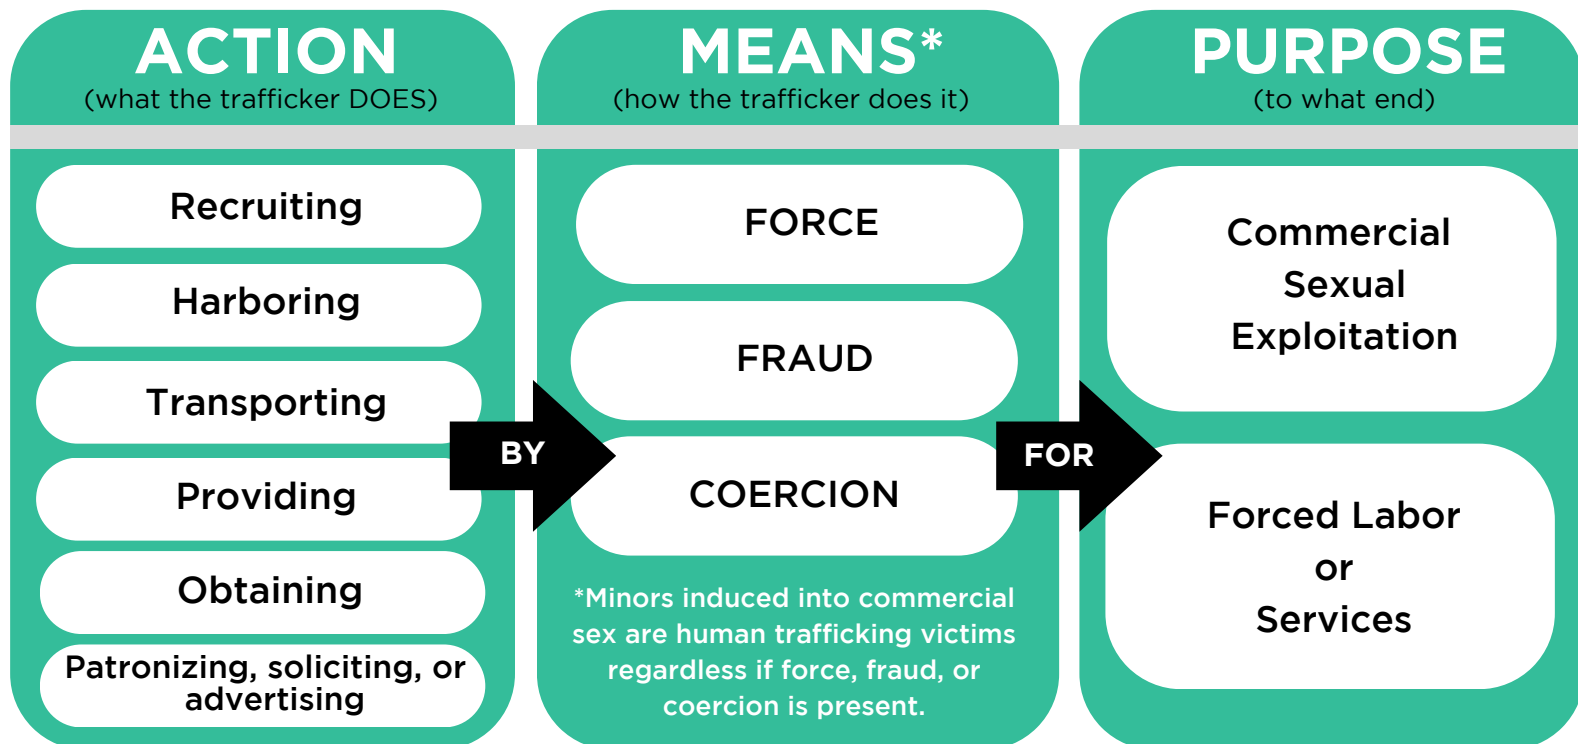 ACTION
(what the trafficker DOES)
Recruiting
Harboring
Transporting
Providing
Obtaining
Patronizing, soliciting, or
advertising
BY
MEANS*
(how the trafficker does it)
FORCE
FRAUD
COERCION
*Minors induced into commercial
sex are human trafficking victims
regardless if force, fraud, or
coercion is present.
FOR
PURPOSE
(to what end)
Commercial
Sexual
Exploitation
Forced Labor
or
Services